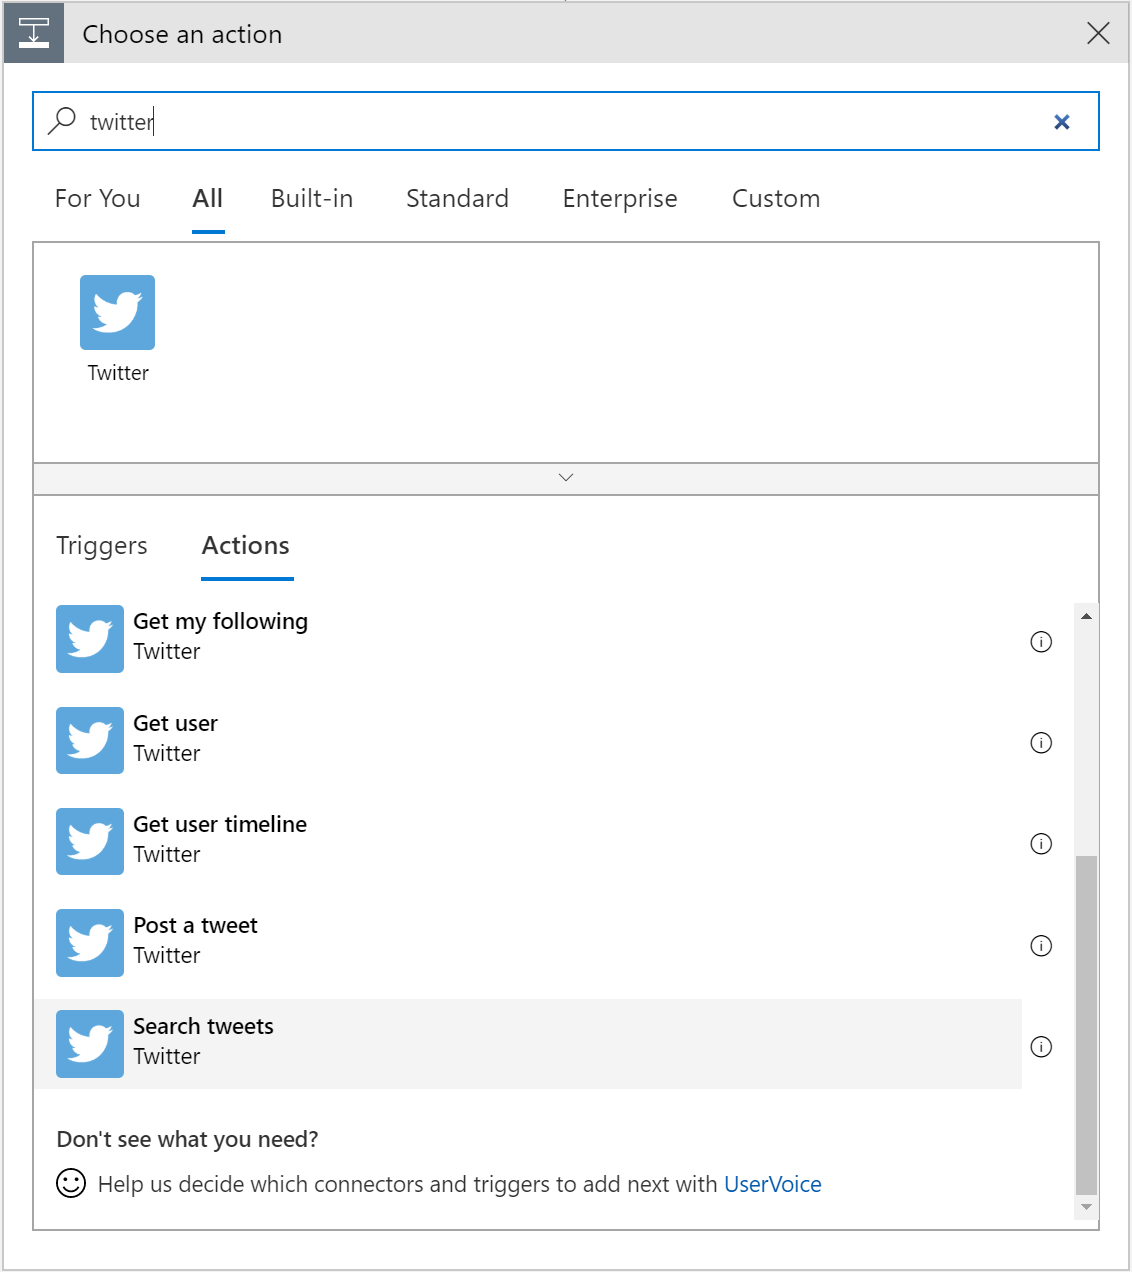 Choose an action
twitter
For You All Built-in Standard Enterprise Custom
Twitter
Triggers Actions
Get my following
Twitter
Get user
Twitter
Get user timeline
Twitter
Post a tweet
Twitter
Search tweets
Twitter
Don't see what you need?
Help us decide which connectors and triggers to add next with UserVoice